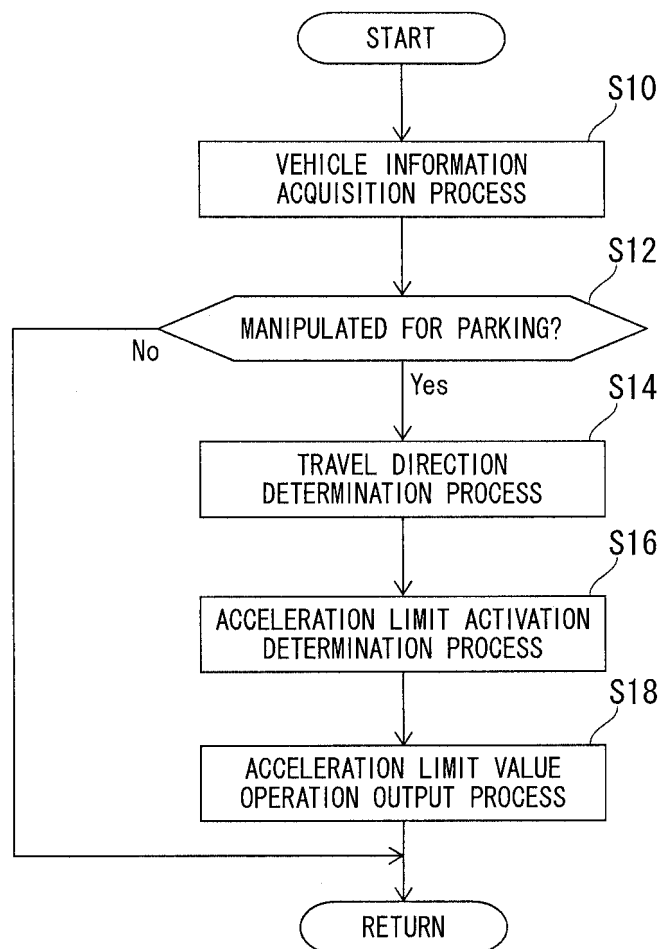 START
S10
VEHICLE INFORMATION
ACQUISITION PROCESS
S12
MANIPULATED FOR PARKING?
No
Yes
S14
TRAVEL DIRECTION
DETERMINATION PROCESS
S16
ACCELERATION LIMIT ACTIVATION
DETERMINATION PROCESS
S18
ACCELERATION LIMIT VALUE
OPERATION OUTPUT PROCESS
RETURN